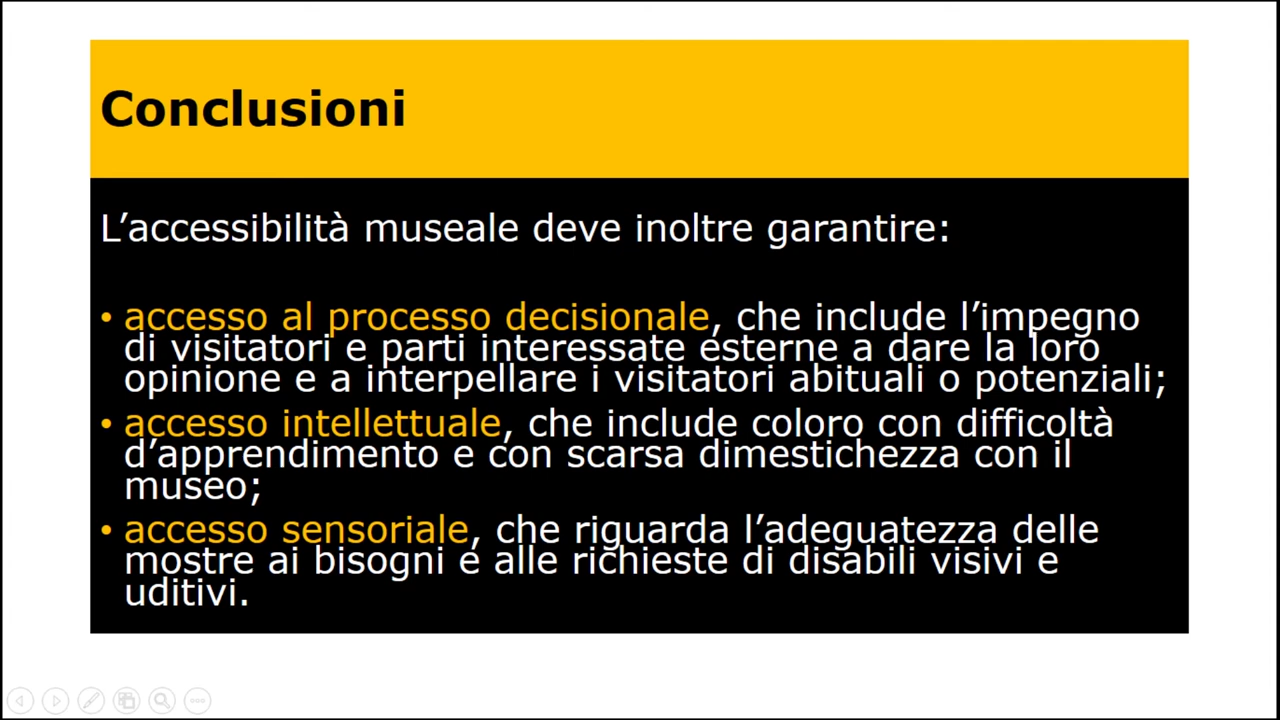 Conclusioni
L’accessibilità museale deve inoltre garantire:
• accesso al processo decisionale, che include l’impegno
di visitatori e parti interessate esterne a dare la loro
opinione e a interpellare i visitatori abituali o potenziali;
• accesso intellettuale, che include coloro con difficoltà
d’apprendimento e con scarsa dimestichezza con il
museo;
• accesso sensoriale, che riguarda l’adeguatezza delle
mostre ai bisogni e alle richieste di disabili visivi e
uditivi.